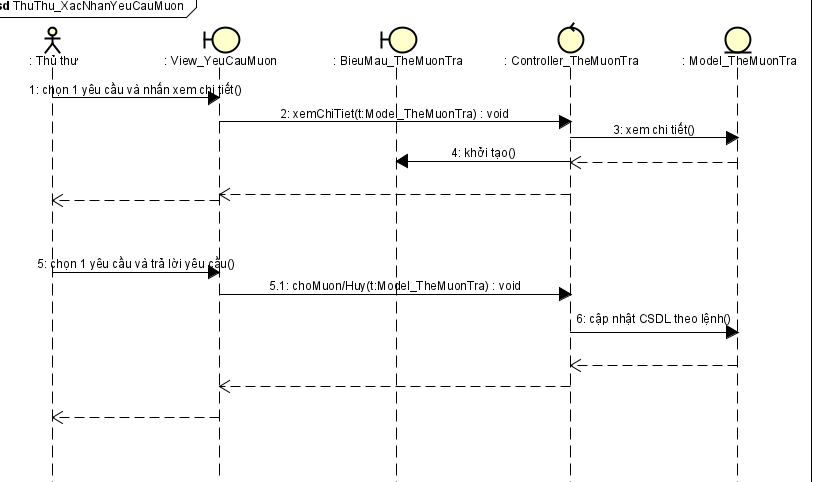 sd ThuThu_XacNhanYeuCauMuon
: Thủ thư
: View_YeuCauMuon
: BieuMau_TheMuonTra
: Controller_TheMuonTra
: Model_TheMuonTra
1: chọn 1 yêu cầu và nhấn xem chi tiết()
2: xemChiTiet(t:Model_TheMuonTra) : void
3: xem chi tiết()
4: khởi tạo()
5: chọn 1 yêu cầu và trả lời yêu cầu()
5.1: choMuon/Huy(t:Model_TheMuonTra) : void
6: cập nhật CSDL theo lệnh()